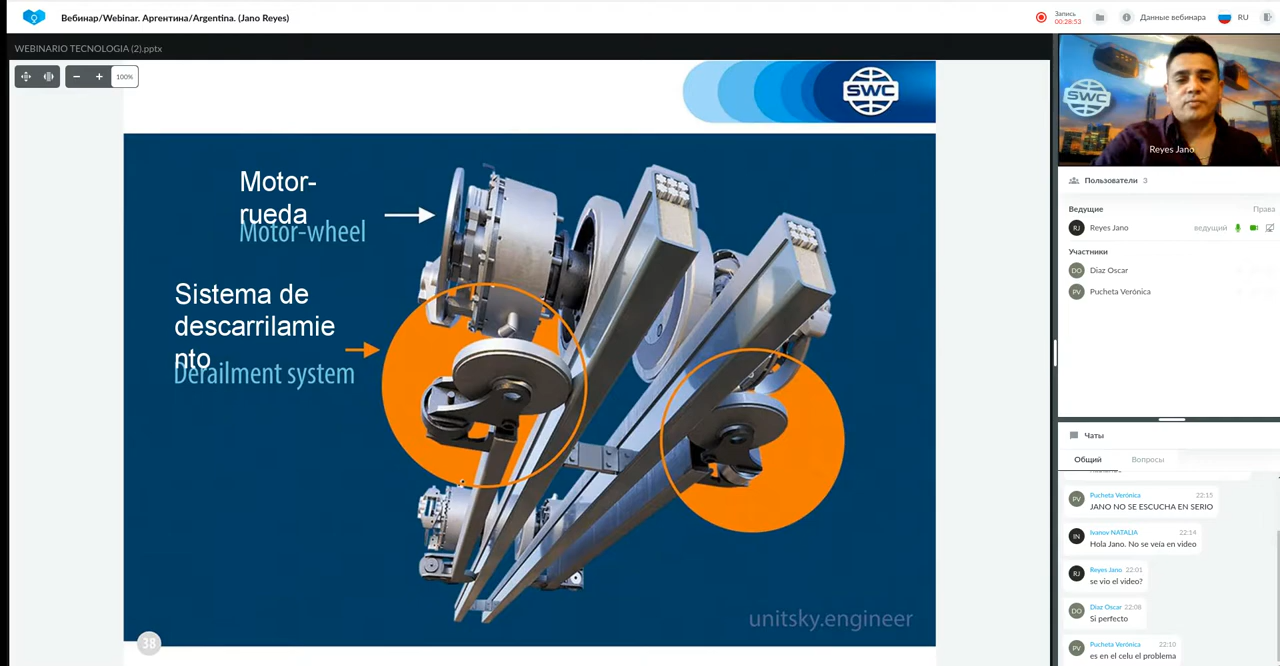 Вебинар/Webinar. Аргентина/Argentina. (Jano Reyes)
Запись
00:28:53
Данные вебинара
RU
WEBINARIO TECNOLOGIA (2).pptx
100%
SWC
Motor-
rueda
Motor-wheel
Sistema de
descarrilamie
nto
Derailment system
unitsky.engineer
38
SWC
Reyes Jano
Пользователи 3
Ведущие Права
RJ Reyes Jano ведущий
Участники
DO Diaz Oscar
PV Pucheta Verónica
Чаты
Общий Вопросы
Pucheta Verónica 22:15
PV JANO NO SE ESCUCHA EN SERIO
Ivanov NATALIA 22:14
IN Hola Jano. No se veía en video
Reyes Jano 22:01
RJ se vio el video?
Diaz Oscar 22:08
DO Si perfecto
Pucheta Verónica 22:10
PV es en el celu el problema